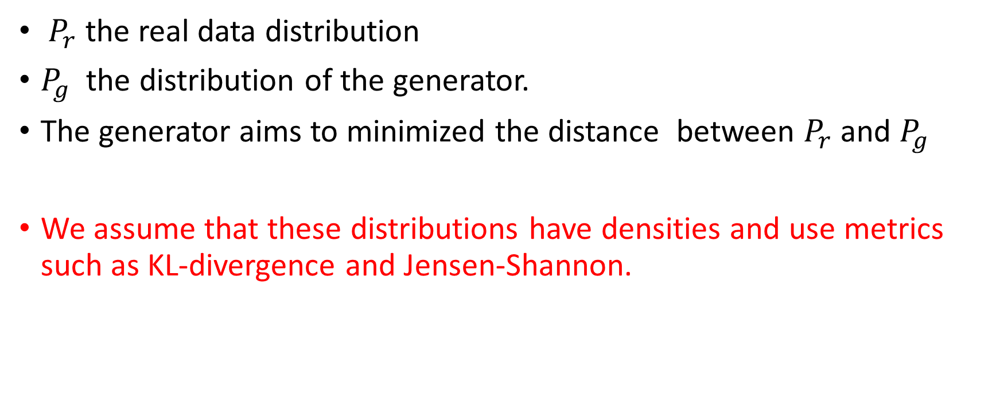 • P_r the real data distribution
• P_g the distribution of the generator.
• The generator aims to minimized the distance between P_r and P_g
• We assume that these distributions have densities and use metrics
such as KL-divergence and Jensen-Shannon.